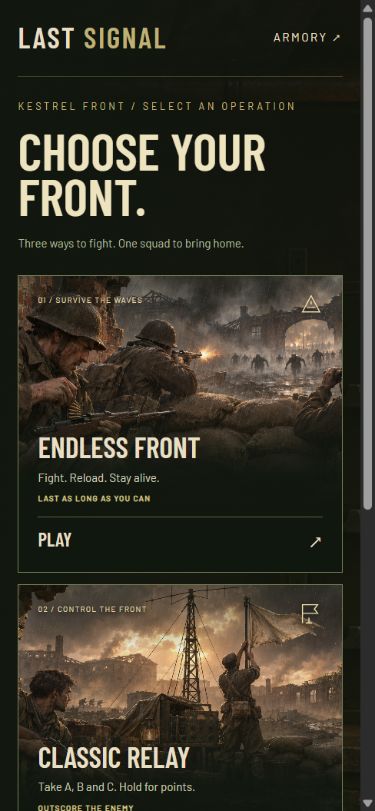 LAST SIGNAL
ARMORY ↗
KESTREL FRONT / SELECT AN OPERATION
CHOOSE YOUR
FRONT.
Three ways to fight. One squad to bring home.
01 / SURVIVE THE WAVES
ENDLESS FRONT
Fight. Reload. Stay alive.
LAST AS LONG AS YOU CAN
PLAY ↗
02 / CONTROL THE FRONT
CLASSIC RELAY
Take A, B and C. Hold for points.
OUTSCORE THE ENEMY